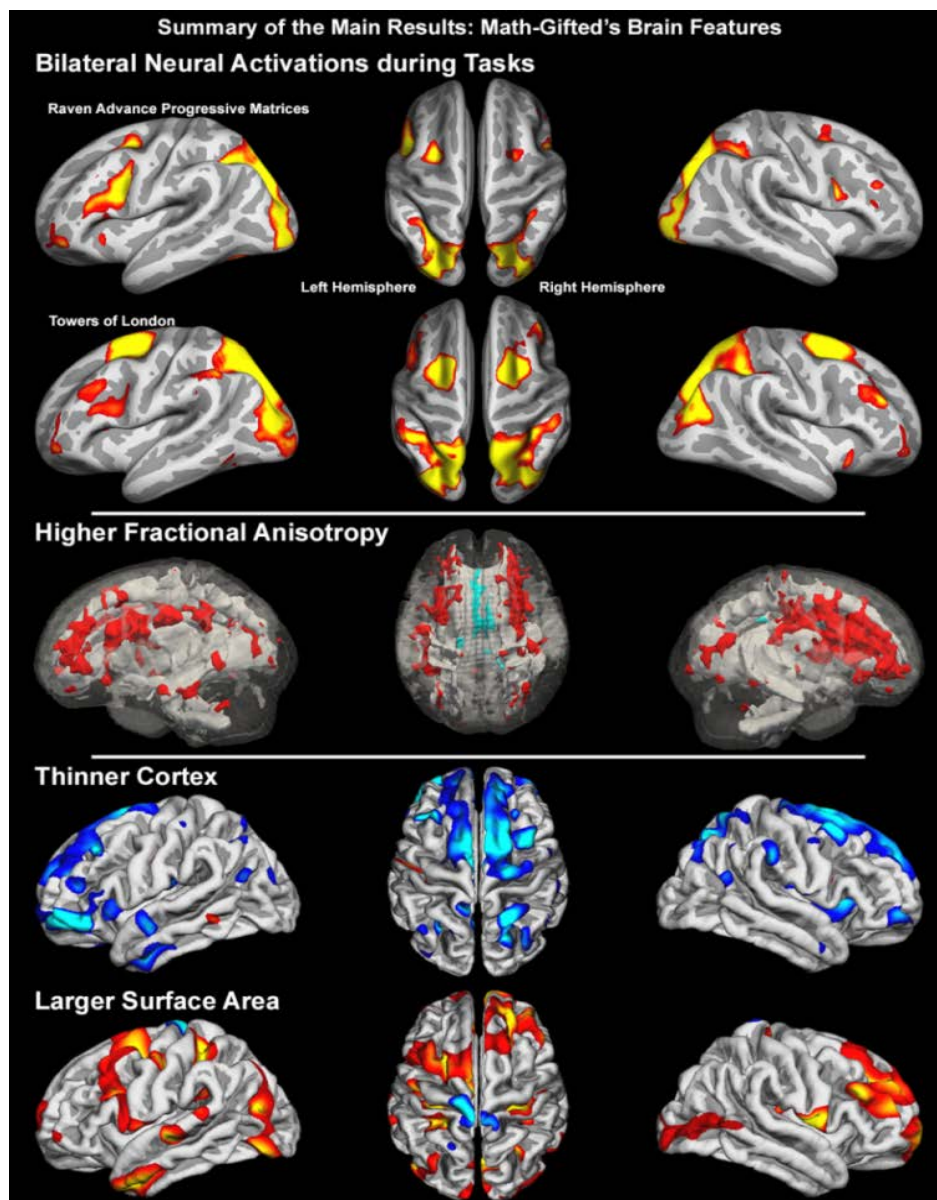 Summary of the Main Results: Math-Gifted's Brain Features
Bilateral Neural Activations during Tasks
Raven Advance Progressive Matrices
Left Hemisphere
Right Hemisphere
Towers of London
Higher Fractional Anisotropy
Thinner Cortex
Larger Surface Area